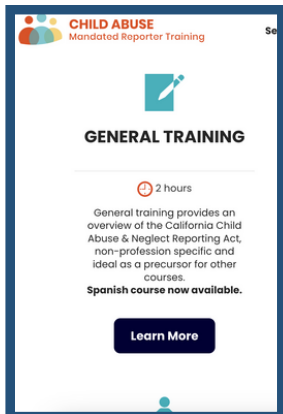 CHILD ABUSE
Mandated Reporter Training
Se
GENERAL TRAINING
2 hours
General training provides an
overview of the California Child
Abuse & Neglect Reporting Act,
non-profession specific and
ideal as a precursor for other
courses.
Spanish course now available.
Learn More